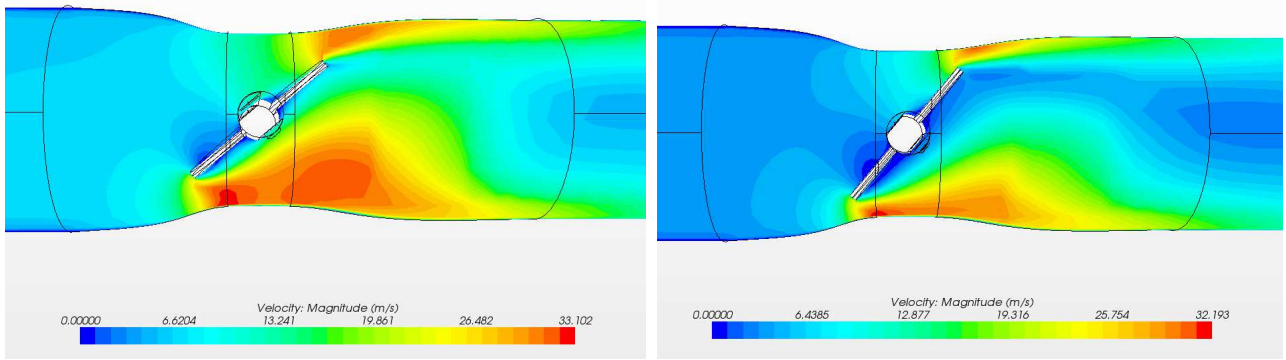 Velocity: Magnitude (m/s)
0.00000 6.6204 13.241 19.861 26.482 33.102
Velocity: Magnitude (m/s)
0.00000 6.4385 12.877 19.316 25.754 32.193